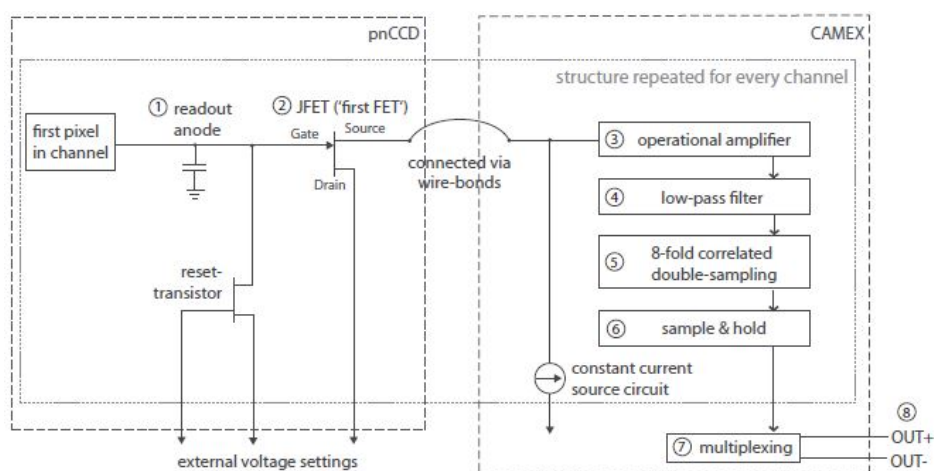 pnCCD
CAMEX
structure repeated for every channel
first pixel
in channel
① readout
anode
② JFET ('first FET')
Gate
Source
Drain
connected via
wire-bonds
reset-
transistor
③ operational amplifier
④ low-pass filter
⑤ 8-fold correlated
double-sampling
⑥ sample & hold
constant current
source circuit
⑦ multiplexing
⑧
OUT+
OUT-
external voltage settings